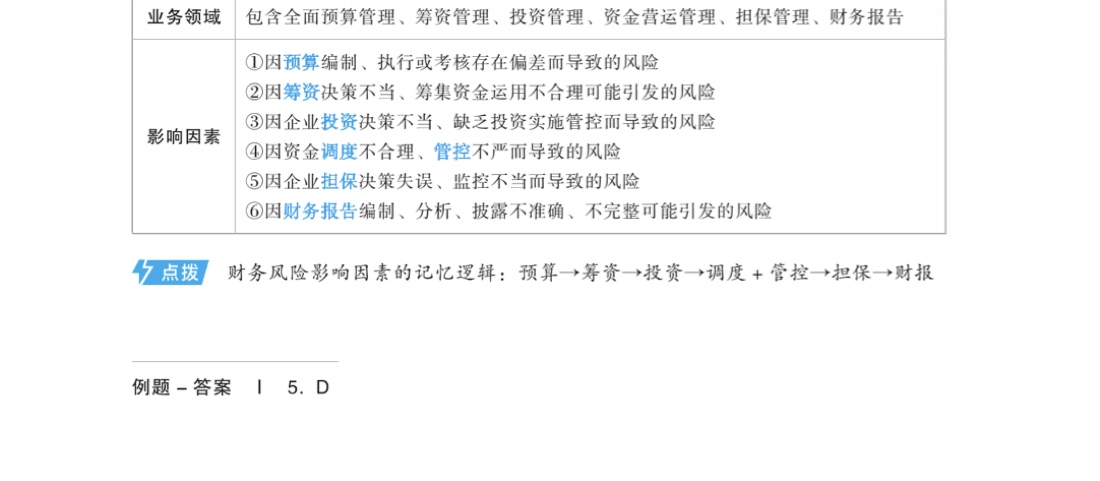 业务领域 包含全面预算管理、筹资管理、投资管理、资金营运管理、担保管理、财务报告
影响因素
①因预算编制、执行或考核存在偏差而导致的风险
②因筹资决策不当、筹集资金运用不合理可能引发的风险
③因企业投资决策不当、缺乏投资实施管控而导致的风险
④因资金调度不合理、管控不严而导致的风险
⑤因企业担保决策失误、监控不当而导致的风险
⑥因财务报告编制、分析、披露不准确、不完整可能引发的风险
点拨 财务风险影响因素的记忆逻辑：预算→筹资→投资→调度+管控→担保→财报
例题－答案 | 5. D